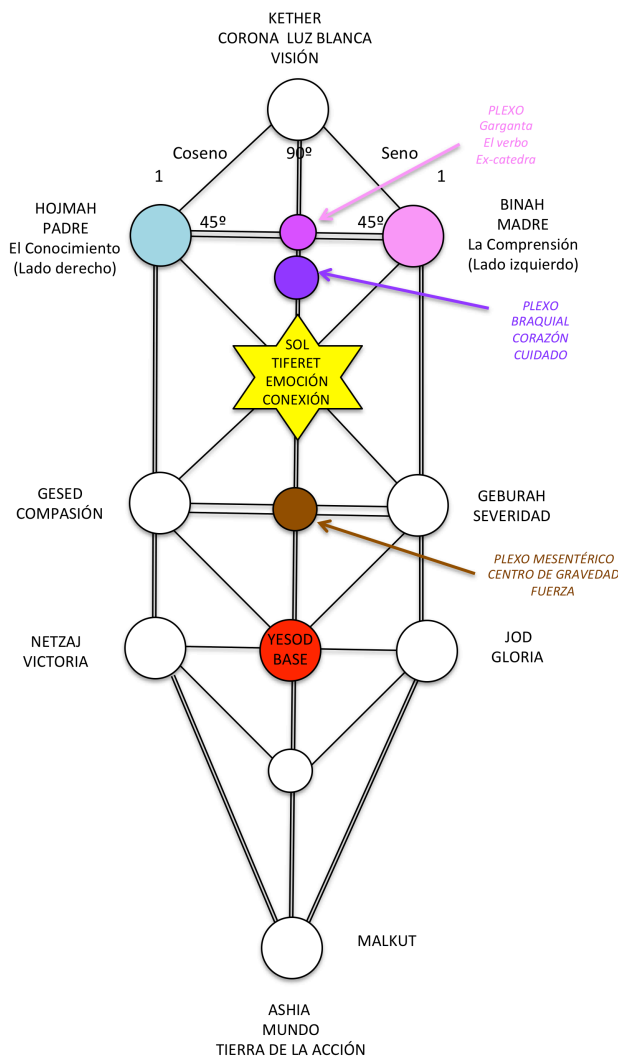 KETHER
CORONA LUZ BLANCA
VISIÓN
PLEXO
Garganta
El verbo
Ex-catedra
Coseno
90º
Seno
1
1
HOJMAH
PADRE
El Conocimiento
(Lado derecho)
45º
45º
BINAH
MADRE
La Comprensión
(Lado izquierdo)
PLEXO
BRAQUIAL
CORAZÓN
CUIDADO
SOL
TIFERET
EMOCIÓN
CONEXIÓN
GESED
COMPASIÓN
GEBURAH
SEVERIDAD
PLEXO MESENTÉRICO
CENTRO DE GRAVEDAD
FUERZA
NETZAJ
VICTORIA
YESOD
BASE
JOD
GLORIA
MALKUT
ASHIA
MUNDO
TIERRA DE LA ACCIÓN